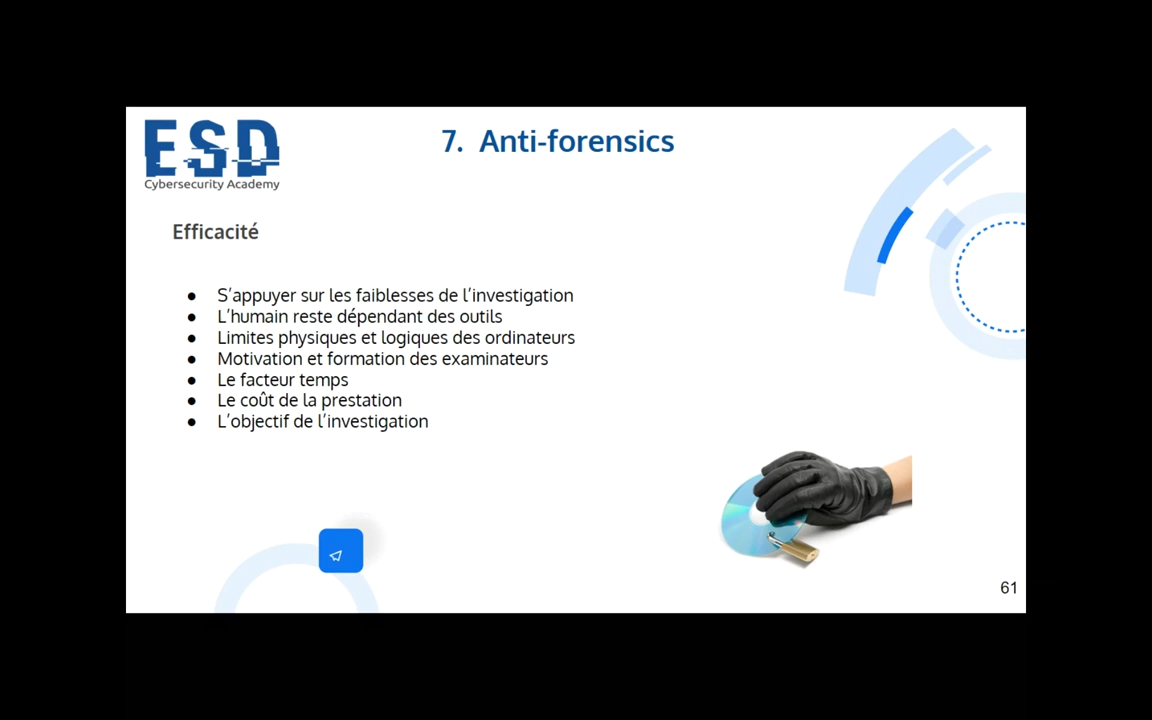 ESD
Cybersecurity Academy
7. Anti-forensics
Efficacité
● S’appuyer sur les faiblesses de l’investigation
● L’humain reste dépendant des outils
● Limites physiques et logiques des ordinateurs
● Motivation et formation des examinateurs
● Le facteur temps
● Le coût de la prestation
● L’objectif de l’investigation
61